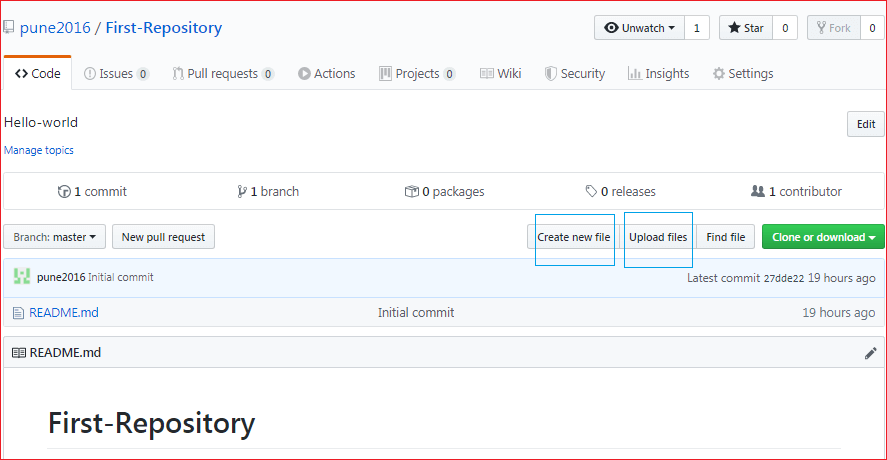 pune2016 / First-Repository Unwatch 1 Star 0 Fork 0
Code Issues 0 Pull requests 0 Actions Projects 0 Wiki Security Insights Settings
Hello-world Edit
Manage topics
1 commit 1 branch 0 packages 0 releases 1 contributor
Branch: master New pull request Create new file Upload files Find file Clone or download
pune2016 Initial commit Latest commit 27dde22 19 hours ago
README.md Initial commit 19 hours ago
README.md
First-Repository